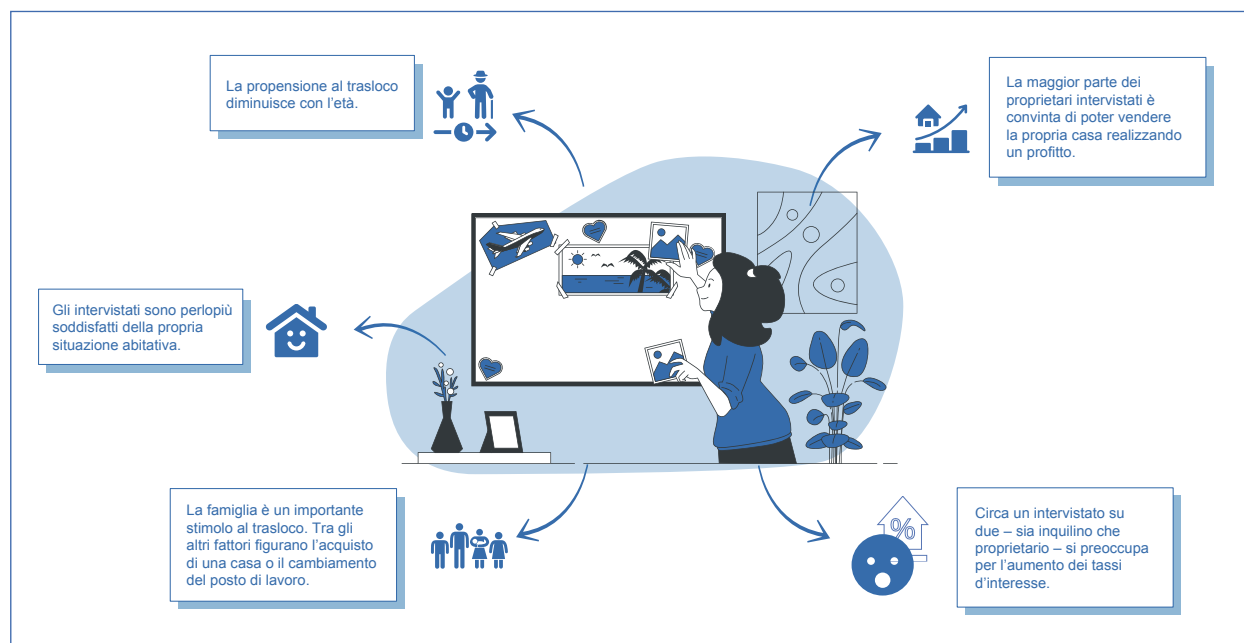 La propensione al trasloco
diminuisce con l’età.
La maggior parte dei
proprietari intervistati è
convinta di poter vendere
la propria casa realizzando
un profitto.
Gli intervistati sono perlopiù
soddisfatti della propria
situazione abitativa.
La famiglia è un importante
stimolo al trasloco. Tra gli
altri fattori figurano l’acquisto
di una casa o il cambiamento
del posto di lavoro.
%
Circa un intervistato su
due – sia inquilino che
proprietario – si preoccupa
per l’aumento dei tassi
d’interesse.